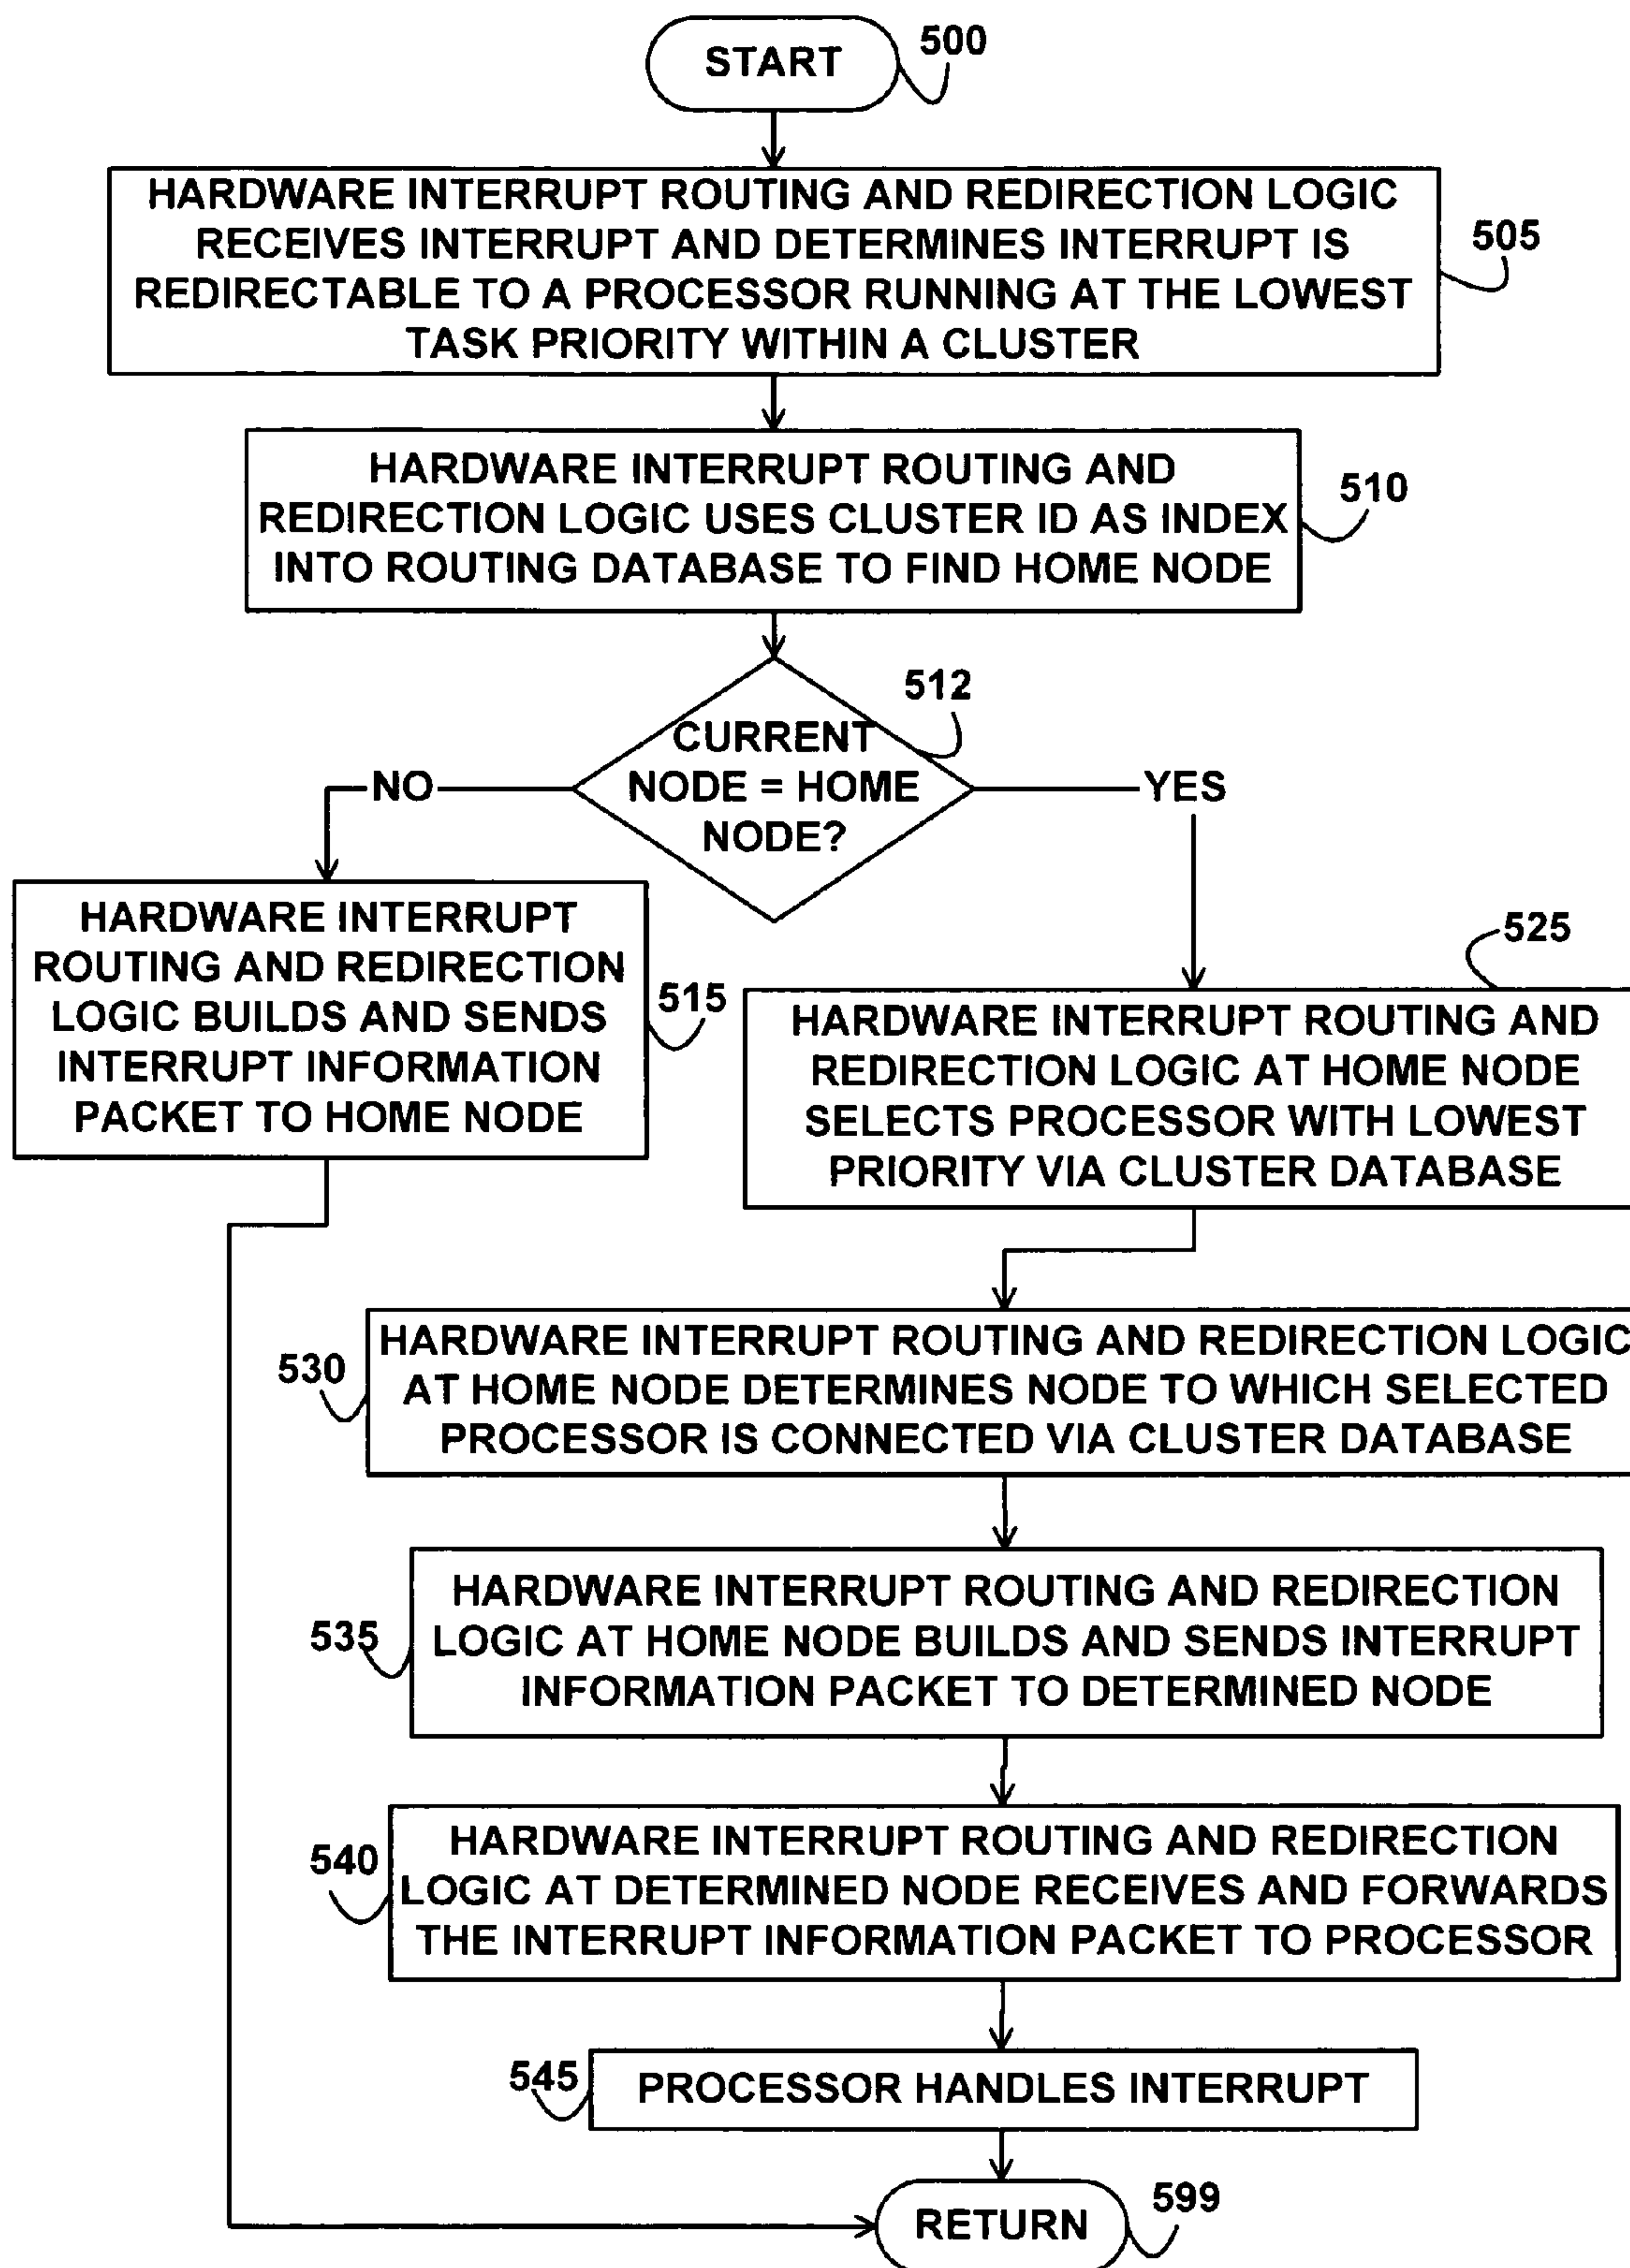 START
500
HARDWARE INTERRUPT ROUTING AND REDIRECTION LOGIC
RECEIVES INTERRUPT AND DETERMINES INTERRUPT IS
REDIRECTABLE TO A PROCESSOR RUNNING AT THE LOWEST
TASK PRIORITY WITHIN A CLUSTER
505
HARDWARE INTERRUPT ROUTING AND
REDIRECTION LOGIC USES CLUSTER ID AS INDEX
INTO ROUTING DATABASE TO FIND HOME NODE
510
512
CURRENT
NODE = HOME
NODE?
NO
YES
HARDWARE INTERRUPT
ROUTING AND REDIRECTION
LOGIC BUILDS AND SENDS
INTERRUPT INFORMATION
PACKET TO HOME NODE
515
525
HARDWARE INTERRUPT ROUTING AND
REDIRECTION LOGIC AT HOME NODE
SELECTS PROCESSOR WITH LOWEST
PRIORITY VIA CLUSTER DATABASE
530
HARDWARE INTERRUPT ROUTING AND REDIRECTION LOGIC
AT HOME NODE DETERMINES NODE TO WHICH SELECTED
PROCESSOR IS CONNECTED VIA CLUSTER DATABASE
535
HARDWARE INTERRUPT ROUTING AND REDIRECTION
LOGIC AT HOME NODE BUILDS AND SENDS INTERRUPT
INFORMATION PACKET TO DETERMINED NODE
540
HARDWARE INTERRUPT ROUTING AND REDIRECTION
LOGIC AT DETERMINED NODE RECEIVES AND FORWARDS
THE INTERRUPT INFORMATION PACKET TO PROCESSOR
545
PROCESSOR HANDLES INTERRUPT
RETURN
599